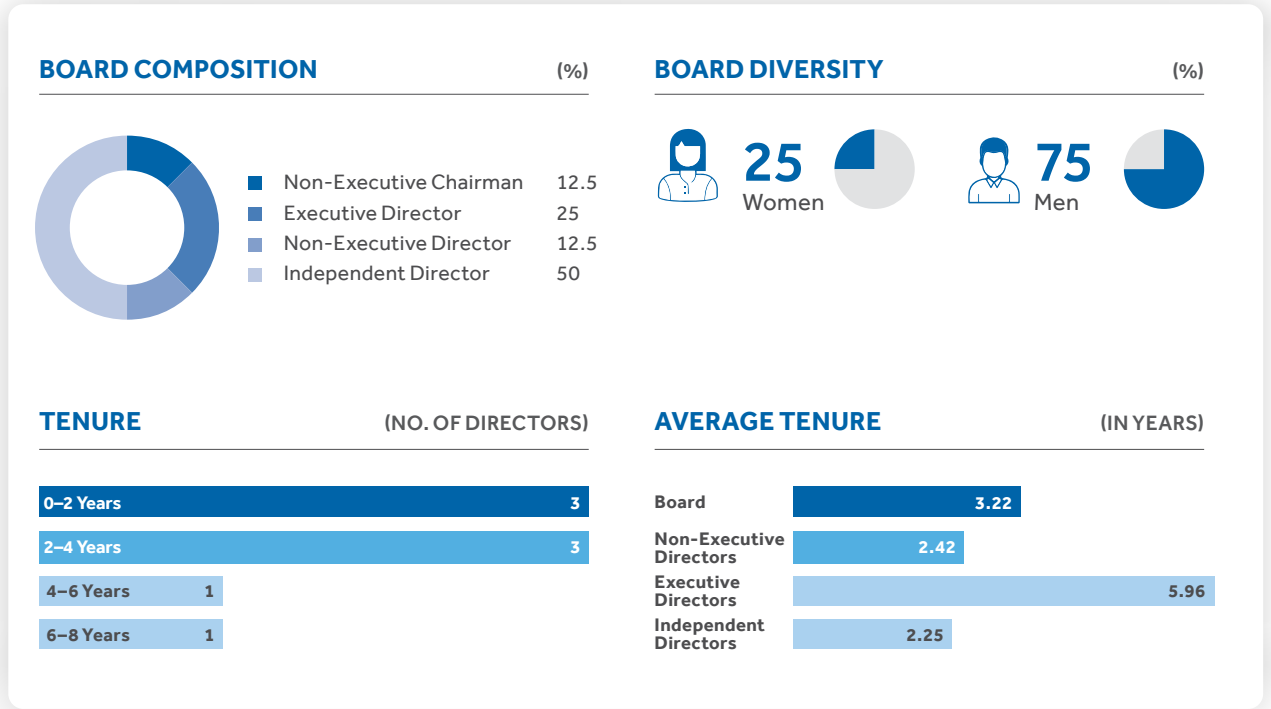 BOARD COMPOSITION (%)
Non-Executive Chairman 12.5
Executive Director 25
Non-Executive Director 12.5
Independent Director 50
BOARD DIVERSITY (%)
25
Women
75
Men
TENURE (NO. OF DIRECTORS)
0–2 Years 3
2–4 Years 3
4–6 Years 1
6–8 Years 1
AVERAGE TENURE (IN YEARS)
Board 3.22
Non-Executive
Directors 2.42
Executive
Directors 5.96
Independent
Directors 2.25